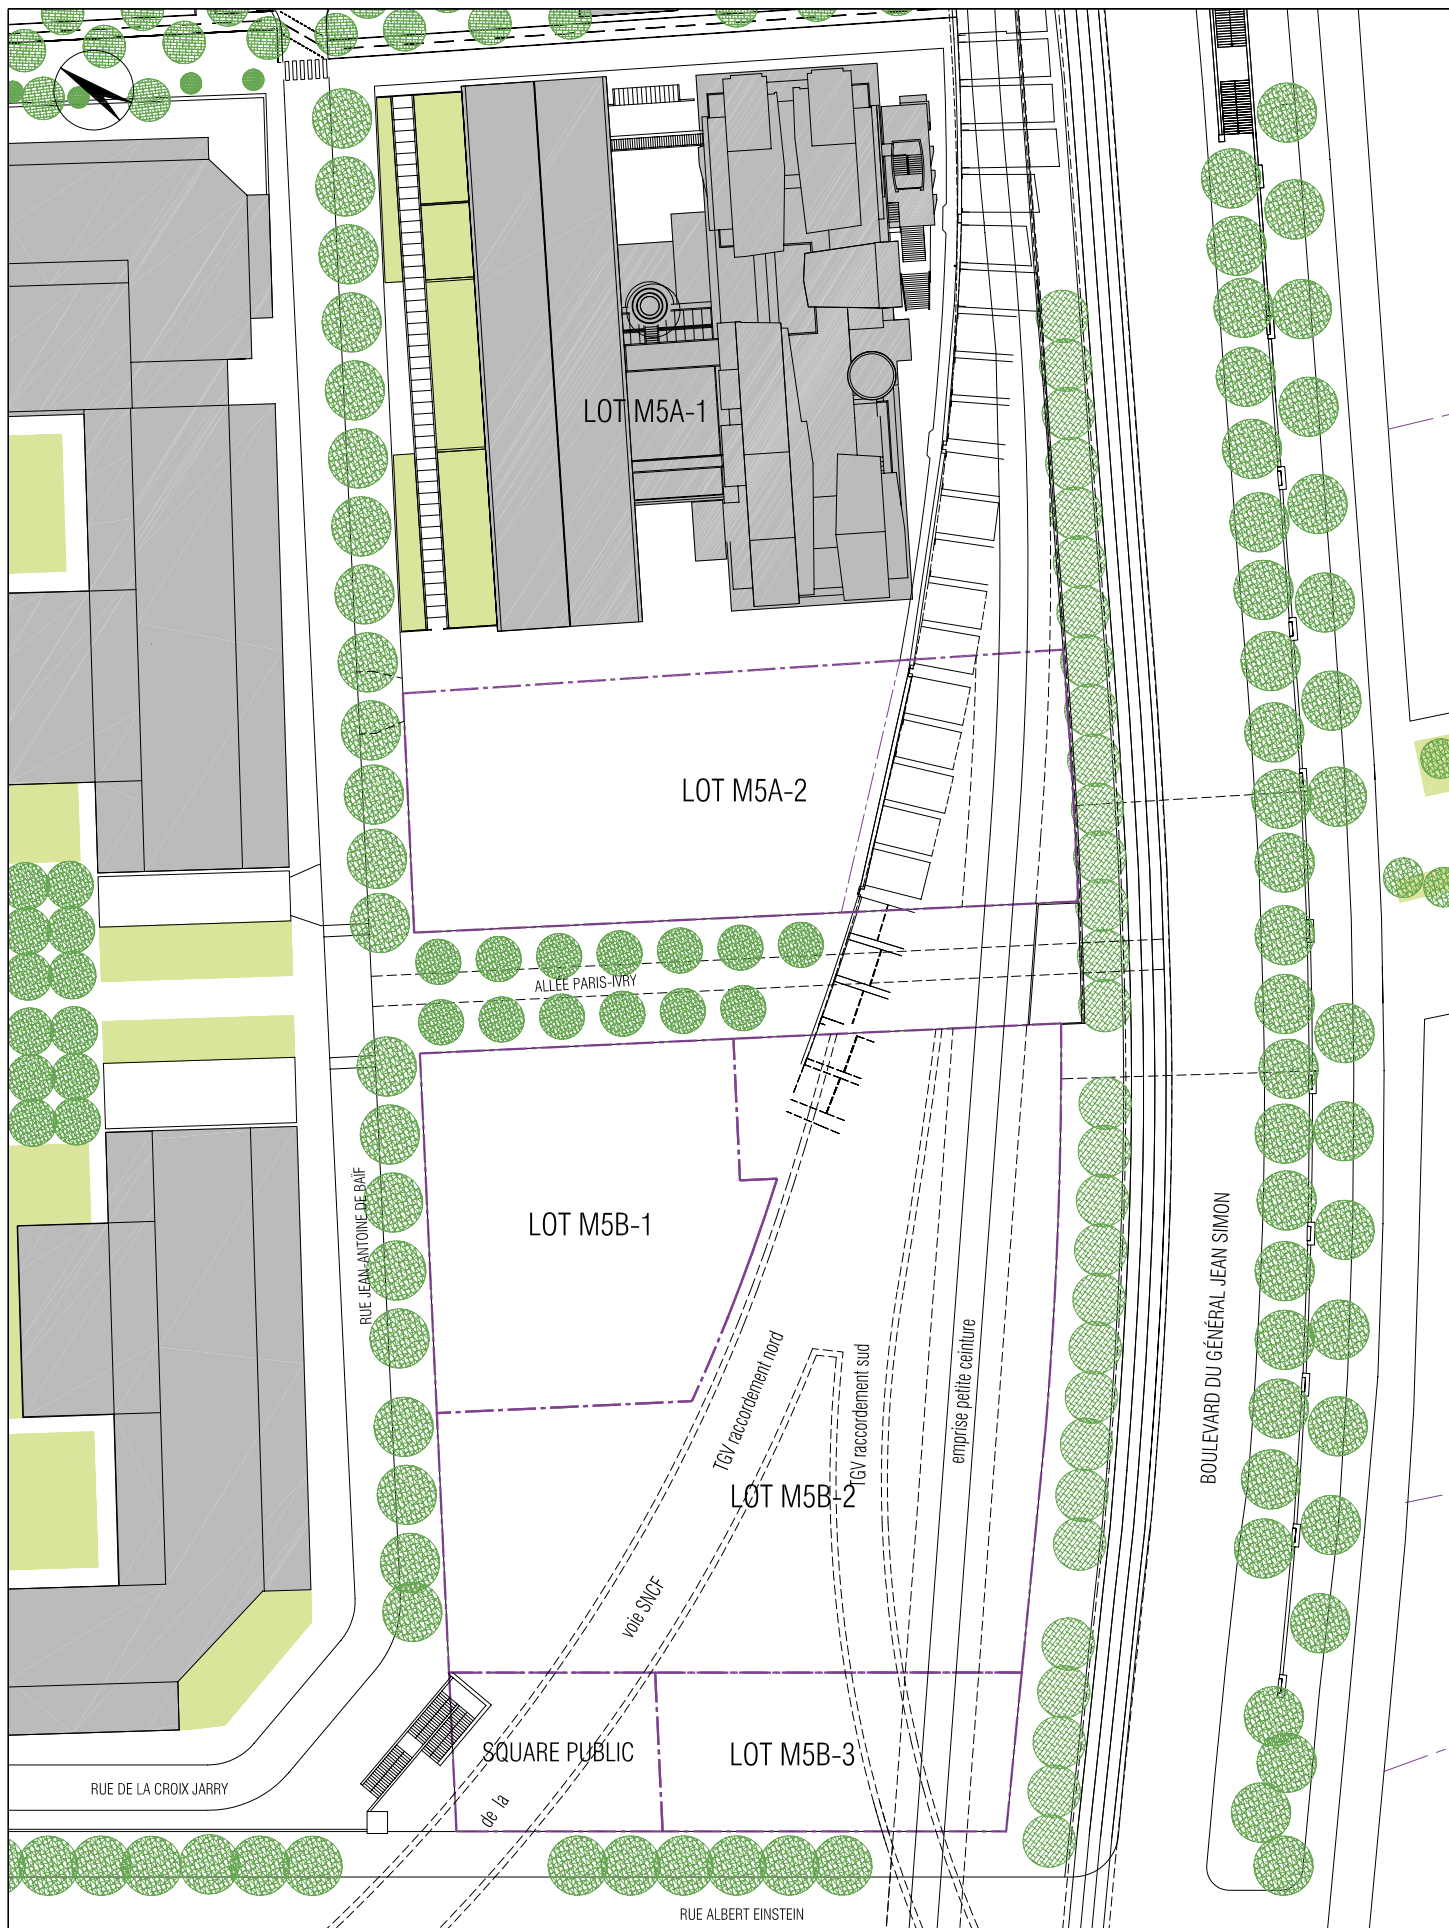 LOT M5A-1
LOT M5A-2
ALLÉE PARIS-IVRY
RUE JEAN-ANTOINE DE BAÏF
LOT M5B-1
BOULEVARD DU GÉNÉRAL JEAN SIMON
TGV raccordement nord
TGV raccordement sud
emprise petite ceinture
LOT M5B-2
voie SNCF
SQUARE PUBLIC
LOT M5B-3
de la
RUE DE LA CROIX JARRY
RUE ALBERT EINSTEIN